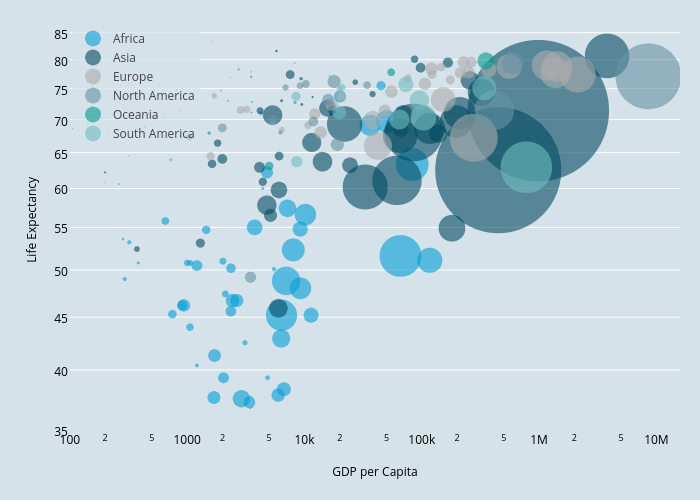 85
80
75
70
65
60
55
50
45
40
35
Life Expectancy
Africa
Asia
Europe
North America
Oceania
South America
100 2 5 1000 2 5 10k 2 5 100k 2 5 1M 2 5 10M
GDP per Capita